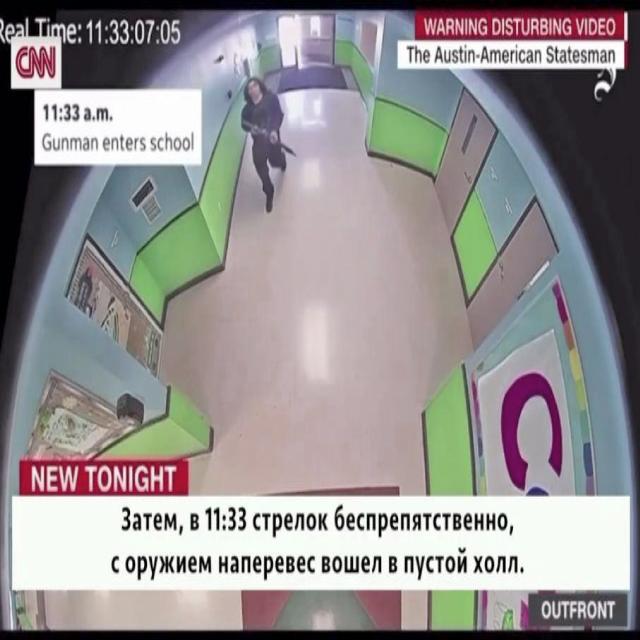 Real Time: 11:33:07:05
WARNING DISTURBING VIDEO
The Austin-American Statesman
CNN
11:33 a.m.
Gunman enters school
C
NEW TONIGHT
Затем, в 11:33 стрелок беспрепятственно,
с оружием наперевес вошел в пустой холл.
OUTFRONT